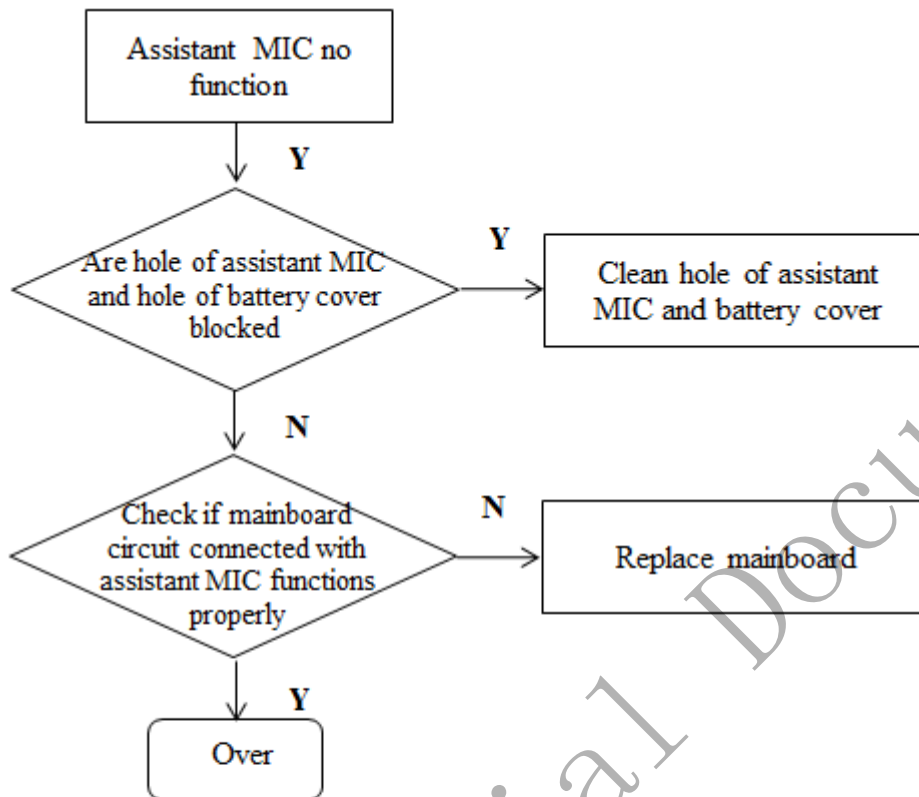 Assistant MIC no
function
Y
Are hole of assistant MIC
and hole of battery cover
blocked
Y
Clean hole of assistant
MIC and battery cover
N
Check if mainboard
circuit connected with
assistant MIC functions
properly
N
Replace mainboard
Y
Over